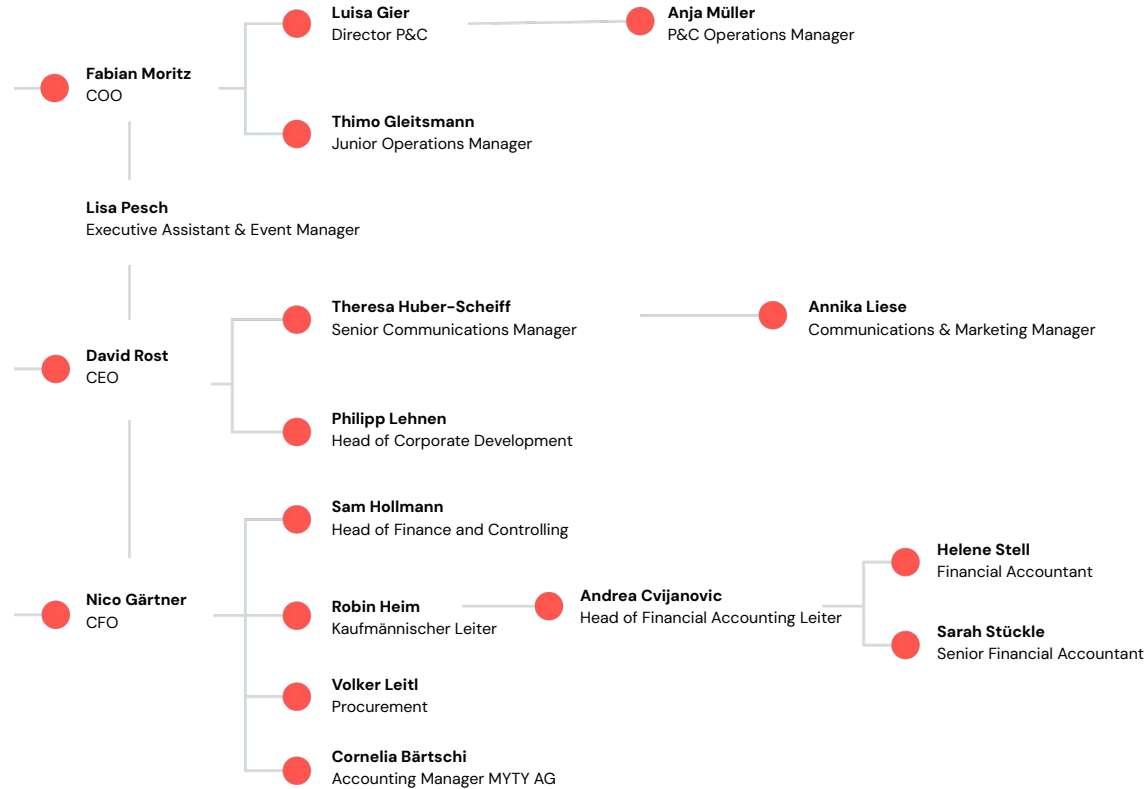 Luisa Gier
Director P&C
Anja Müller
P&C Operations Manager
Fabian Moritz
COO
Thimo Gleitsmann
Junior Operations Manager
Lisa Pesch
Executive Assistant & Event Manager
Theresa Huber-Scheiff
Senior Communications Manager
Annika Liese
Communications & Marketing Manager
David Rost
CEO
Philipp Lehnen
Head of Corporate Development
Sam Hollmann
Head of Finance and Controlling
Nico Gärtner
CFO
Robin Heim
Kaufmännischer Leiter
Andrea Cvijanovic
Head of Financial Accounting Leiter
Helene Stell
Financial Accountant
Sarah Stückle
Senior Financial Accountant
Volker Leitl
Procurement
Cornelia Bärtschi
Accounting Manager MYTY AG